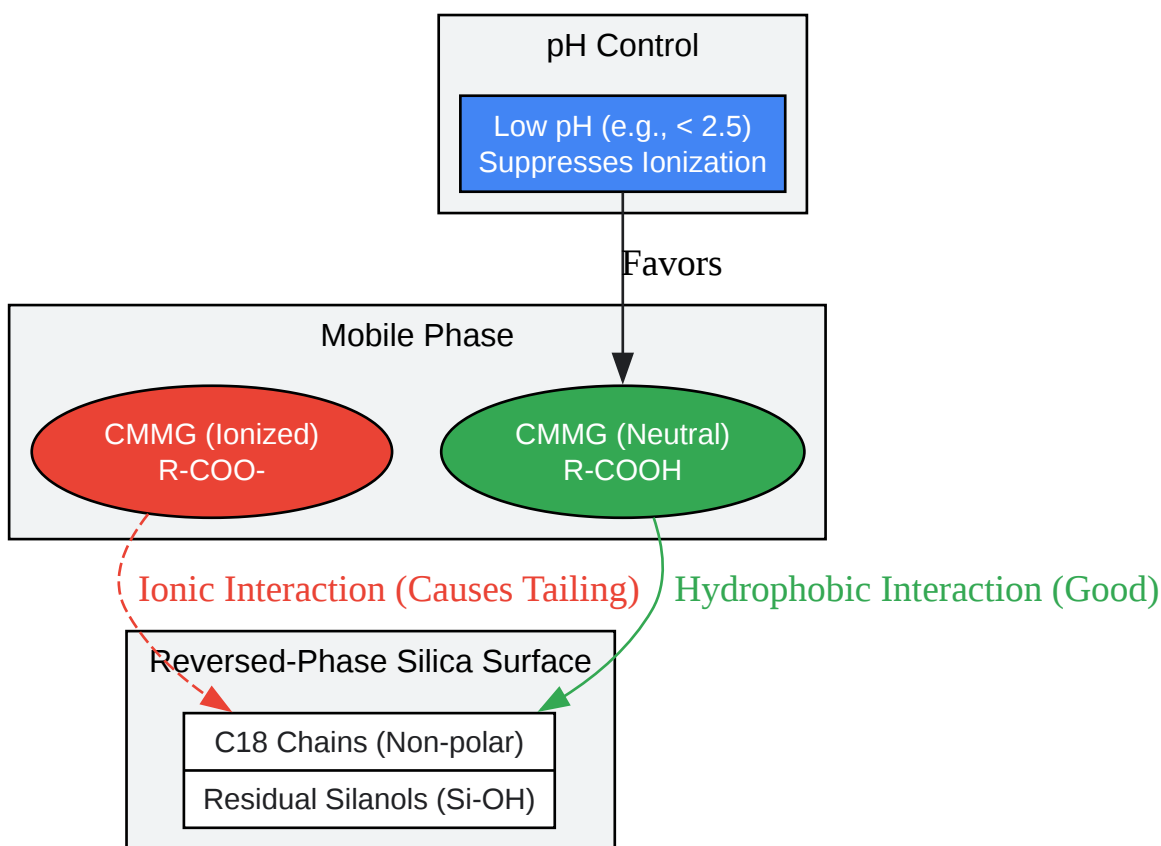 pH Control
Low pH (e.g., < 2.5)
Suppresses Ionization
Favors
Mobile Phase
CMMG (Ionized)
R-COO-
CMMG (Neutral)
R-COOH
Ionic Interaction (Causes Tailing)
Hydrophobic Interaction (Good)
Reversed-Phase Silica Surface
C18 Chains (Non-polar)
Residual Silanols (Si-OH)